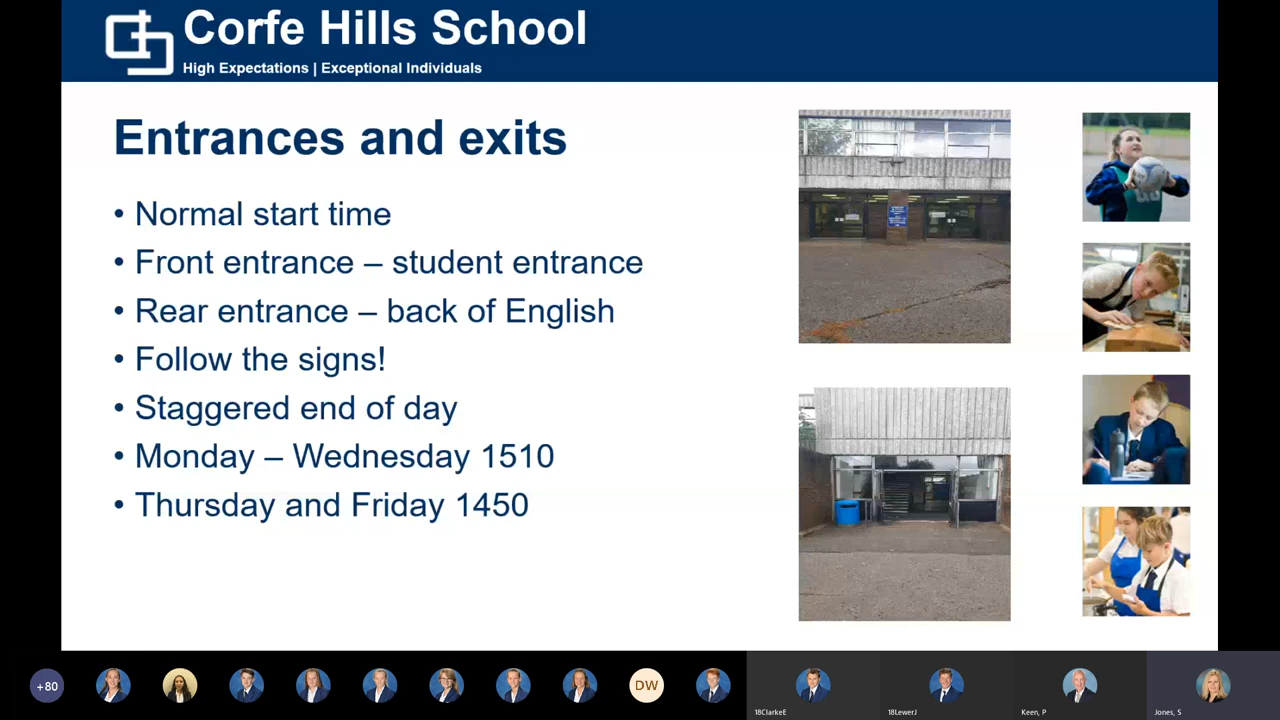 Corfe Hills School
High Expectations | Exceptional Individuals
Entrances and exits
• Normal start time
• Front entrance – student entrance
• Rear entrance – back of English
• Follow the signs!
• Staggered end of day
• Monday – Wednesday 1510
• Thursday and Friday 1450
+80
DW
18ClarkeE
18LewerJ
Keen, P
Jones, S